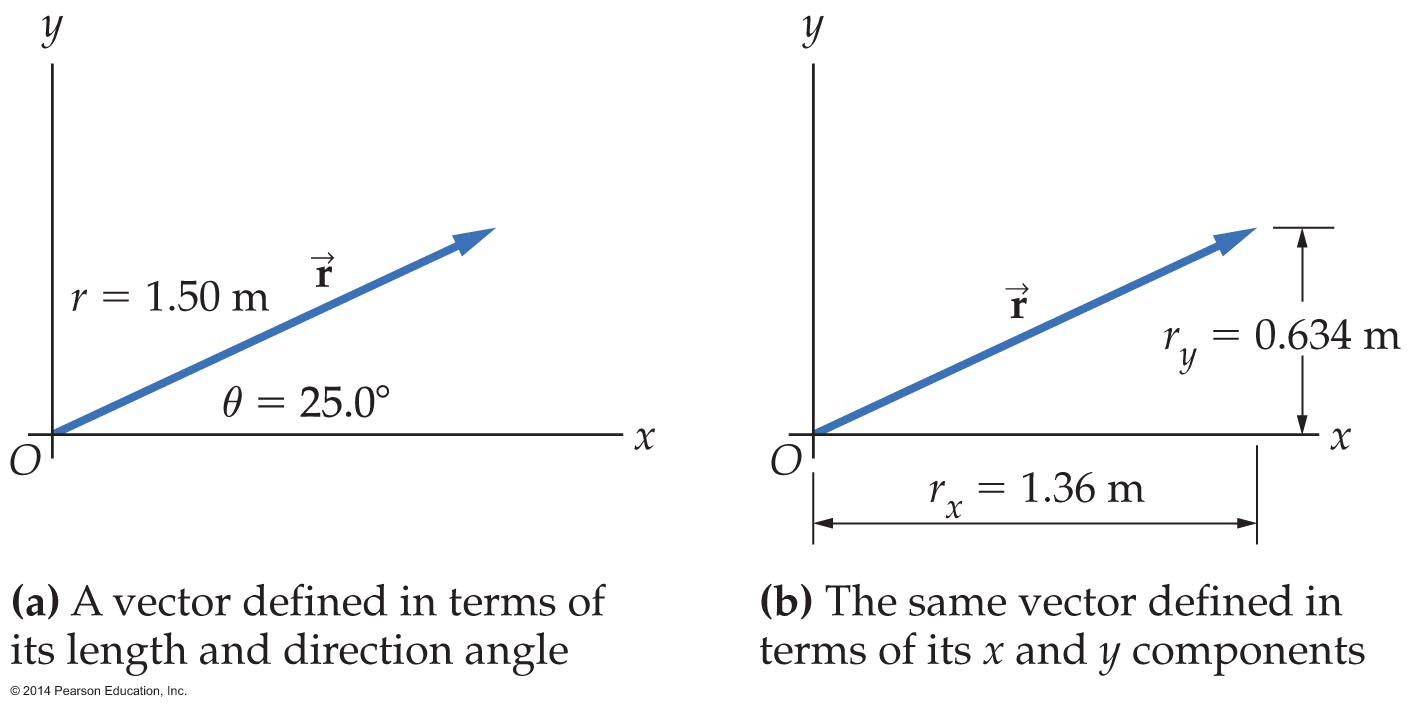 y
r⃗
r = 1.50 m
θ = 25.0°
x
O
(a) A vector defined in terms of
its length and direction angle
y
r⃗
r_y = 0.634 m
x
O
r_x = 1.36 m
(b) The same vector defined in
terms of its x and y components
© 2014 Pearson Education, Inc.